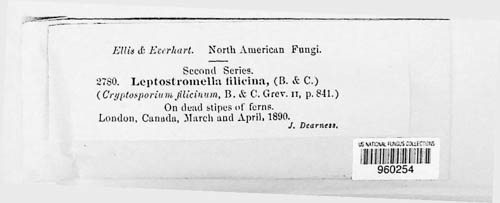 Ellis & Everhart. North American Fungi.
Second Series.
2780. Leptostromella filicina, (B. & C.)
(Cryptosporium filicinum, B. & C. Grev. II, p. 841.)
On dead stipes of ferns.
London, Canada, March and April, 1890.
J. Dearness.
US NATIONAL FUNGUS COLLECTIONS
960254